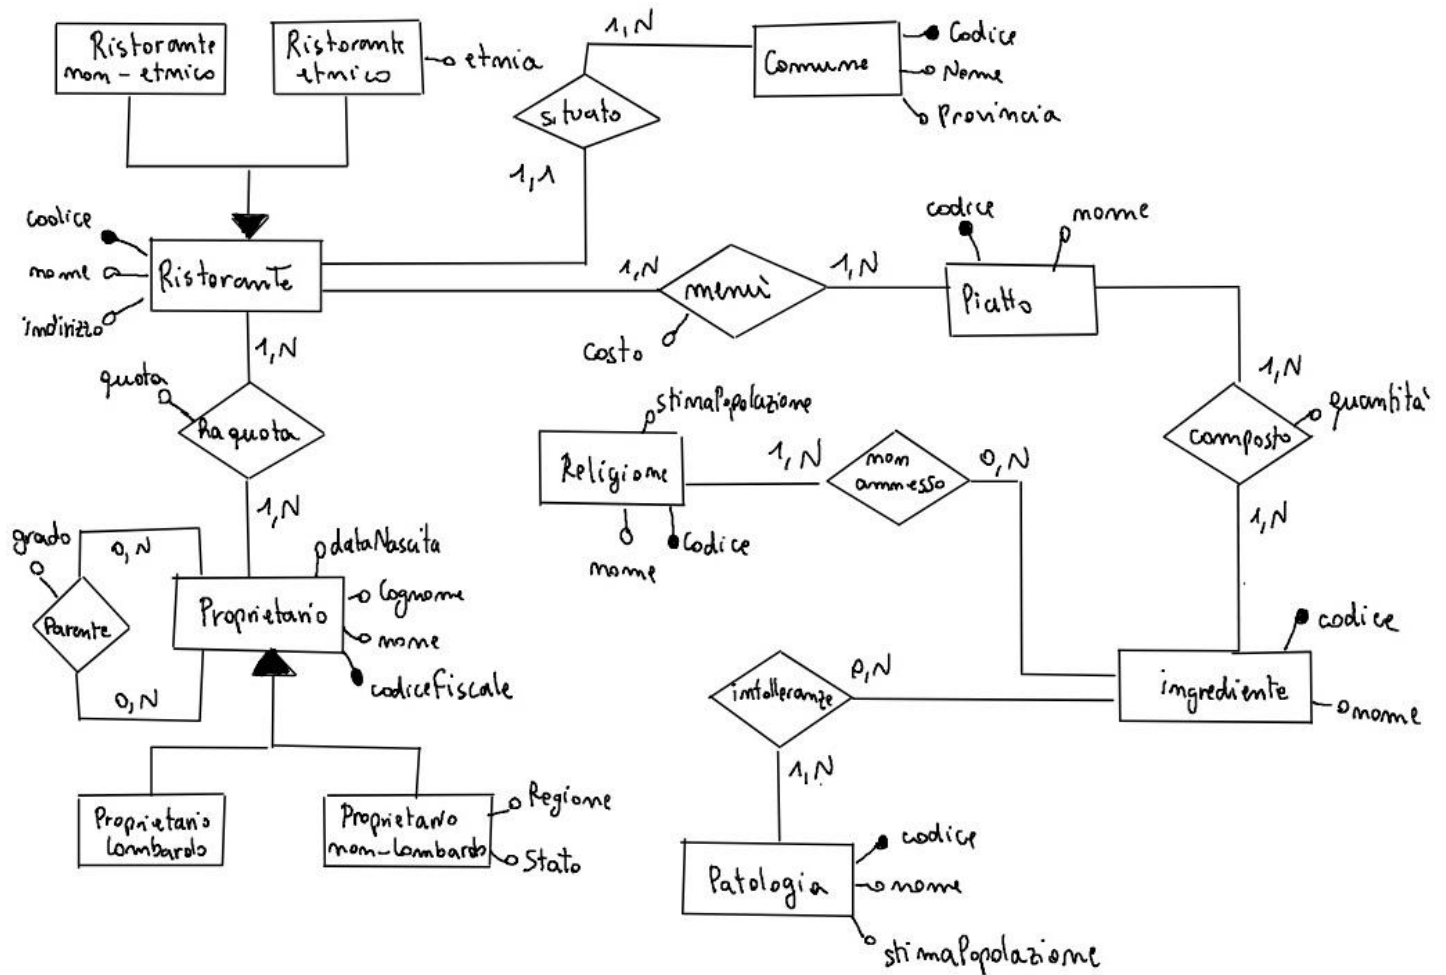 Ristorante
non-etnico
Ristorante
etnico
etnia
1,N
situato
1,1
Comune
Codice
Nome
Provincia
codice
nome
indirizzo
Ristorante
1,N
menù
costo
1,N
codice
nome
Piatto
1,N
quota
ha quota
1,N
1,N
composto
quantità
1,N
stimaPopolazione
Religione
nome
Codice
1,N
non
ammesso
0,N
grado
0,N
Parente
0,N
dataNascita
Proprietario
Cognome
nome
codiceFiscale
codice
ingrediente
nome
intolleranze
0,N
1,N
Proprietario
Lombardo
Proprietario
non-Lombardo
Regione
Stato
Patologia
codice
nome
stimaPopolazione